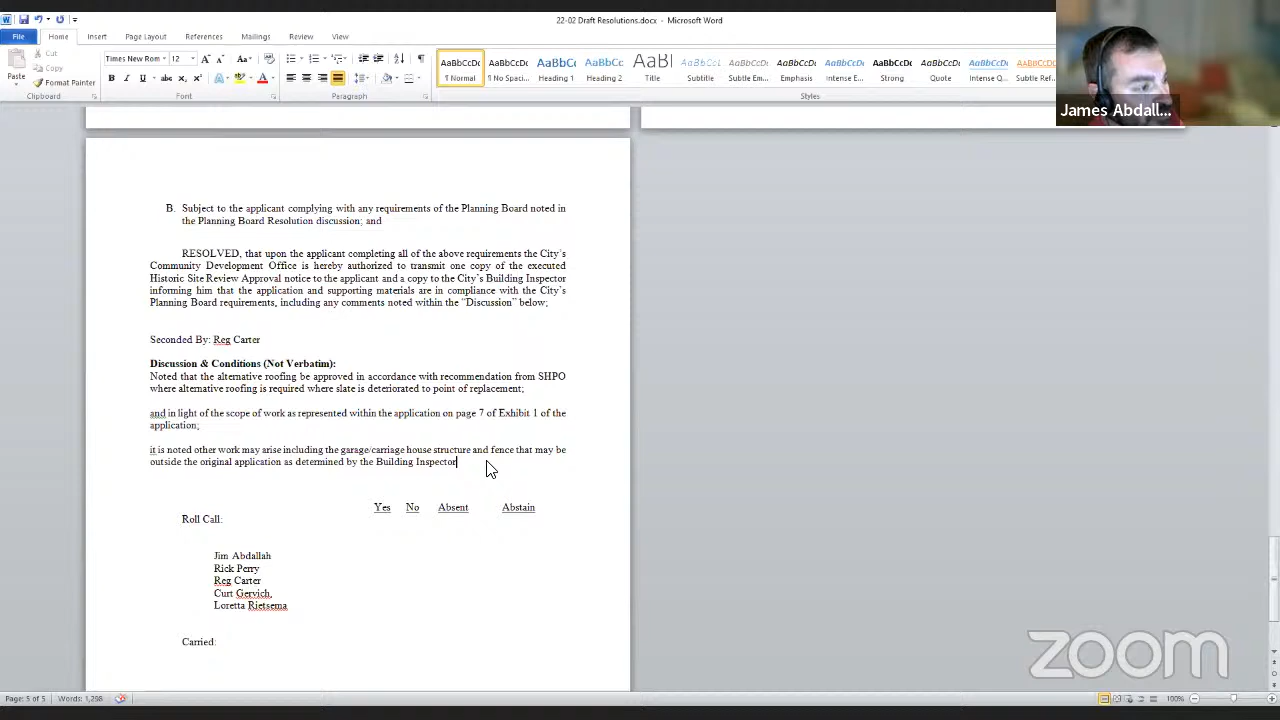 22-02 Draft Resolutions.docx - Microsoft Word
File Home Insert Page Layout References Mailings Review View
Cut
Copy
Format Painter
Paste
Clipboard
Times New Rom 12
Font
Paragraph
AaBbCcDc AaBbCcDc AaBbC AaBbCc AaBl AaBbCcL AaBbCcDc AaBbCcDc AaBbCcDc AaBbCcDc AaBbCcDc AaBbCcDc AABBCCDC
¶ Normal ¶ No Spaci... Heading 1 Heading 2 Title Subtitle Subtle Em... Emphasis Intense E... Strong Quote Intense Q... Subtle Ref...
Styles
James Abdall...
B. Subject to the applicant complying with any requirements of the Planning Board noted in
the Planning Board Resolution discussion; and
RESOLVED, that upon the applicant completing all of the above requirements the City's
Community Development Office is hereby authorized to transmit one copy of the executed
Historic Site Review Approval notice to the applicant and a copy to the City's Building Inspector
informing him that the application and supporting materials are in compliance with the City's
Planning Board requirements, including any comments noted within the "Discussion" below;
Seconded By: Reg Carter
Discussion & Conditions (Not Verbatim):
Noted that the alternative roofing be approved in accordance with recommendation from SHPO
where alternative roofing is required where slate is deteriorated to point of replacement;
and in light of the scope of work as represented within the application on page 7 of Exhibit 1 of the
application;
it is noted other work may arise including the garage/carriage house structure and fence that may be
outside the original application as determined by the Building Inspector
Yes No Absent Abstain
Roll Call:
Jim Abdallah
Rick Perry
Reg Carter
Curt Gervich,
Loretta Rietsema
Carried:
zoom
Page: 5 of 5 Words: 1,298
100%